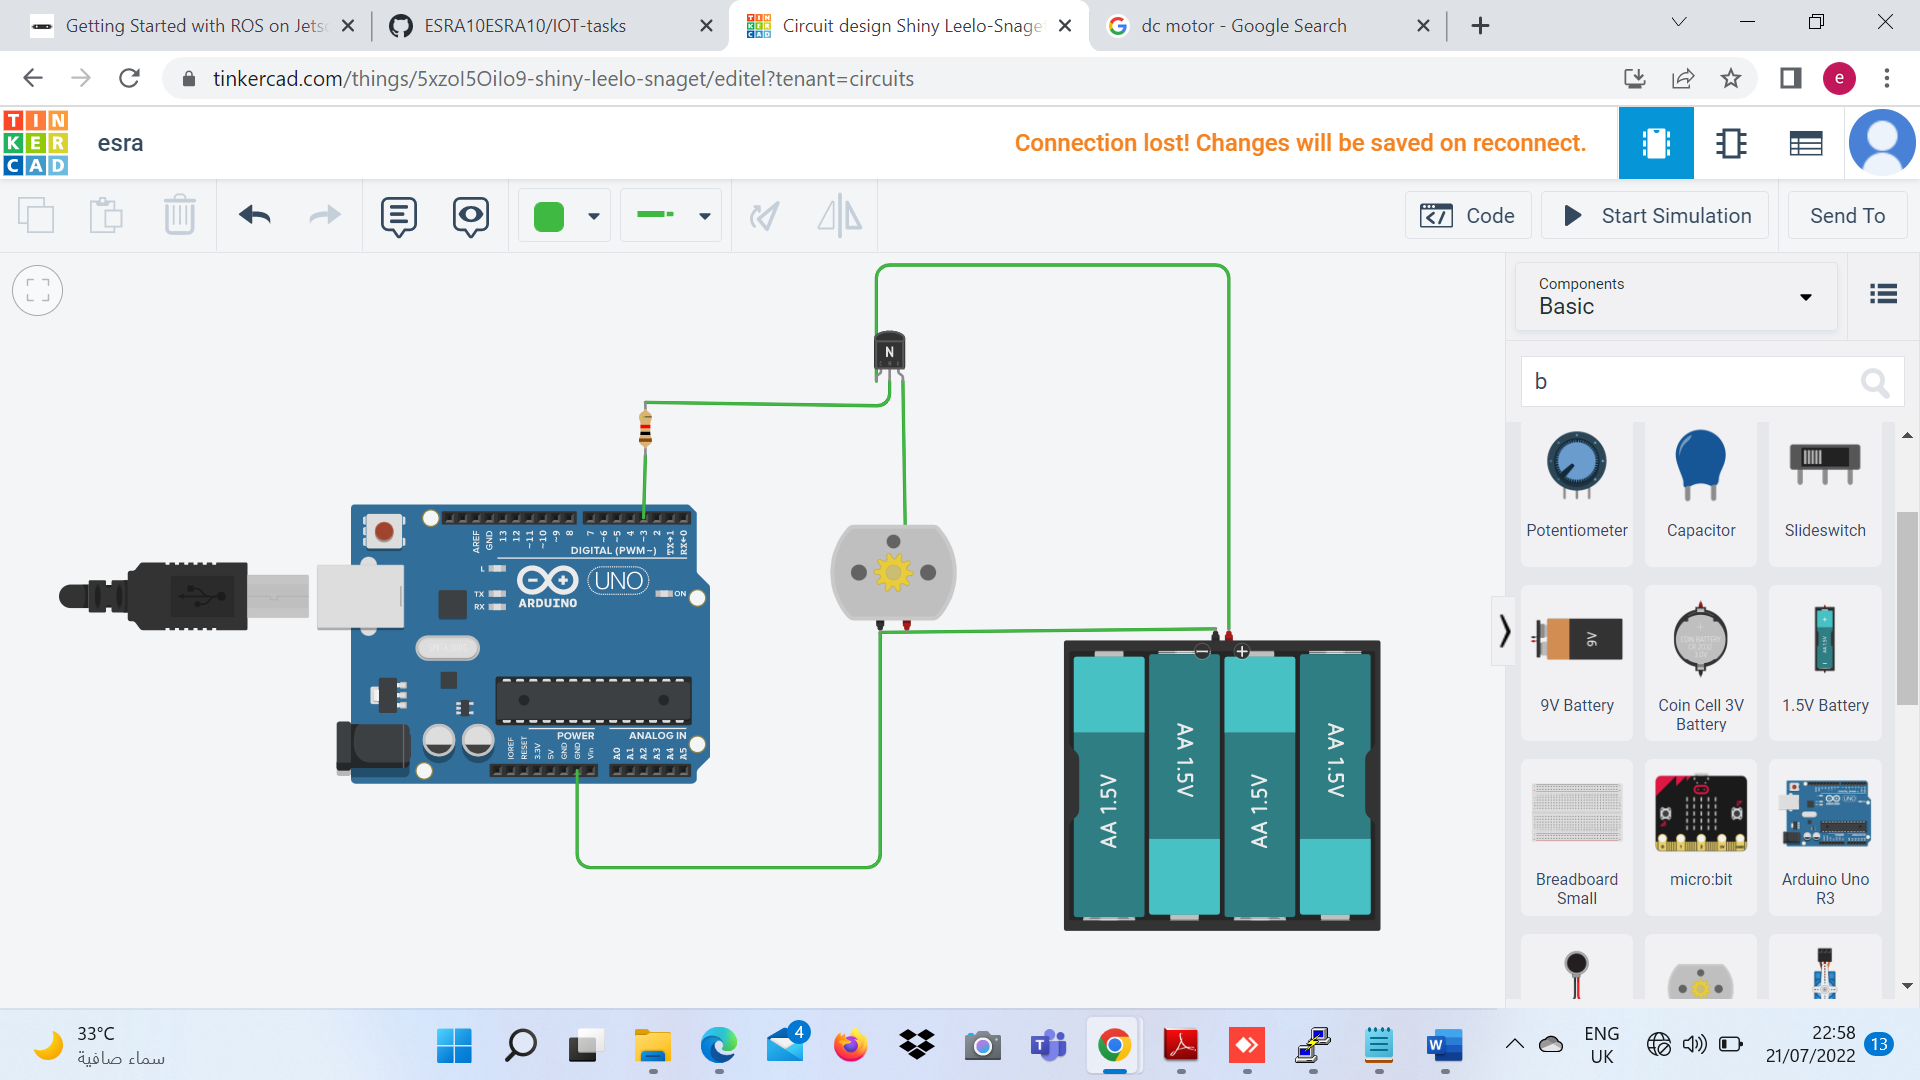 Getting Started with ROS on Jets
ESRA10ESRA10/IOT-tasks
Circuit design Shiny Leelo-Snaget
dc motor - Google Search
tinkercad.com/things/5xzoI5OiIo9-shiny-leelo-snaget/editel?tenant=circuits
e
TIN
KER
CAD
esra
Connection lost! Changes will be saved on reconnect.
Code
Start Simulation
Send To
Components
Basic
b
N
AREF
GND
13
12
~11
~10
~9
8
7
~6
~5
4
~3
2
TX→1
RX←0
DIGITAL (PWM~)
L
TX
RX
ARDUINO
UNO
ON
POWER
ANALOG IN
IOREF
RESET
3.3V
5V
GND
GND
Vin
A0
A1
A2
A3
A4
A5
AA 1.5V
AA 1.5V
AA 1.5V
AA 1.5V
Potentiometer
Capacitor
Slideswitch
9V
9V Battery
Coin Cell 3V
Battery
1.5V Battery
Breadboard
Small
micro:bit
Arduino Uno
R3
33°C
سماء صافية
4
ENG
UK
22:58
21/07/2022
13